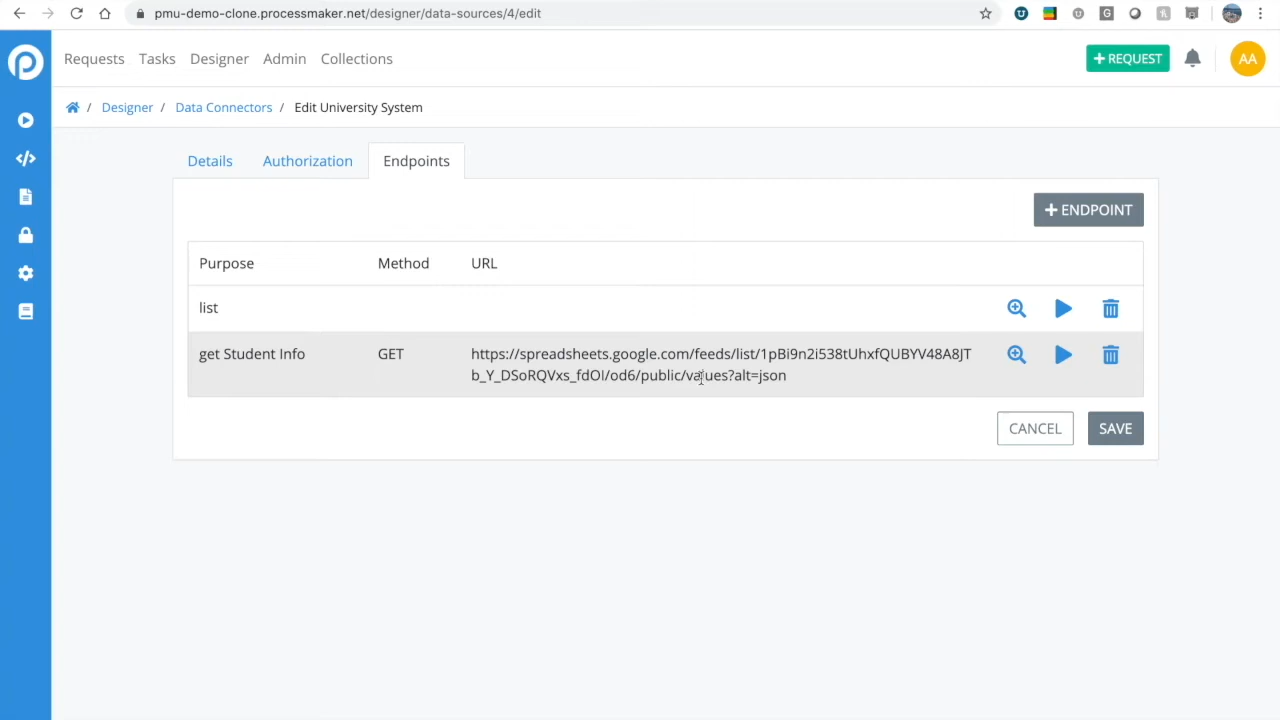 pmu-demo-clone.processmaker.net/designer/data-sources/4/edit
Requests Tasks Designer Admin Collections
+ REQUEST
AA
/ Designer / Data Connectors / Edit University System
Details Authorization Endpoints
+ ENDPOINT
Purpose Method URL
list
get Student Info GET https://spreadsheets.google.com/feeds/list/1pBi9n2i538tUhxfQUBYV48A8JT
b_Y_DSoRQVxs_fdOI/od6/public/values?alt=json
CANCEL SAVE